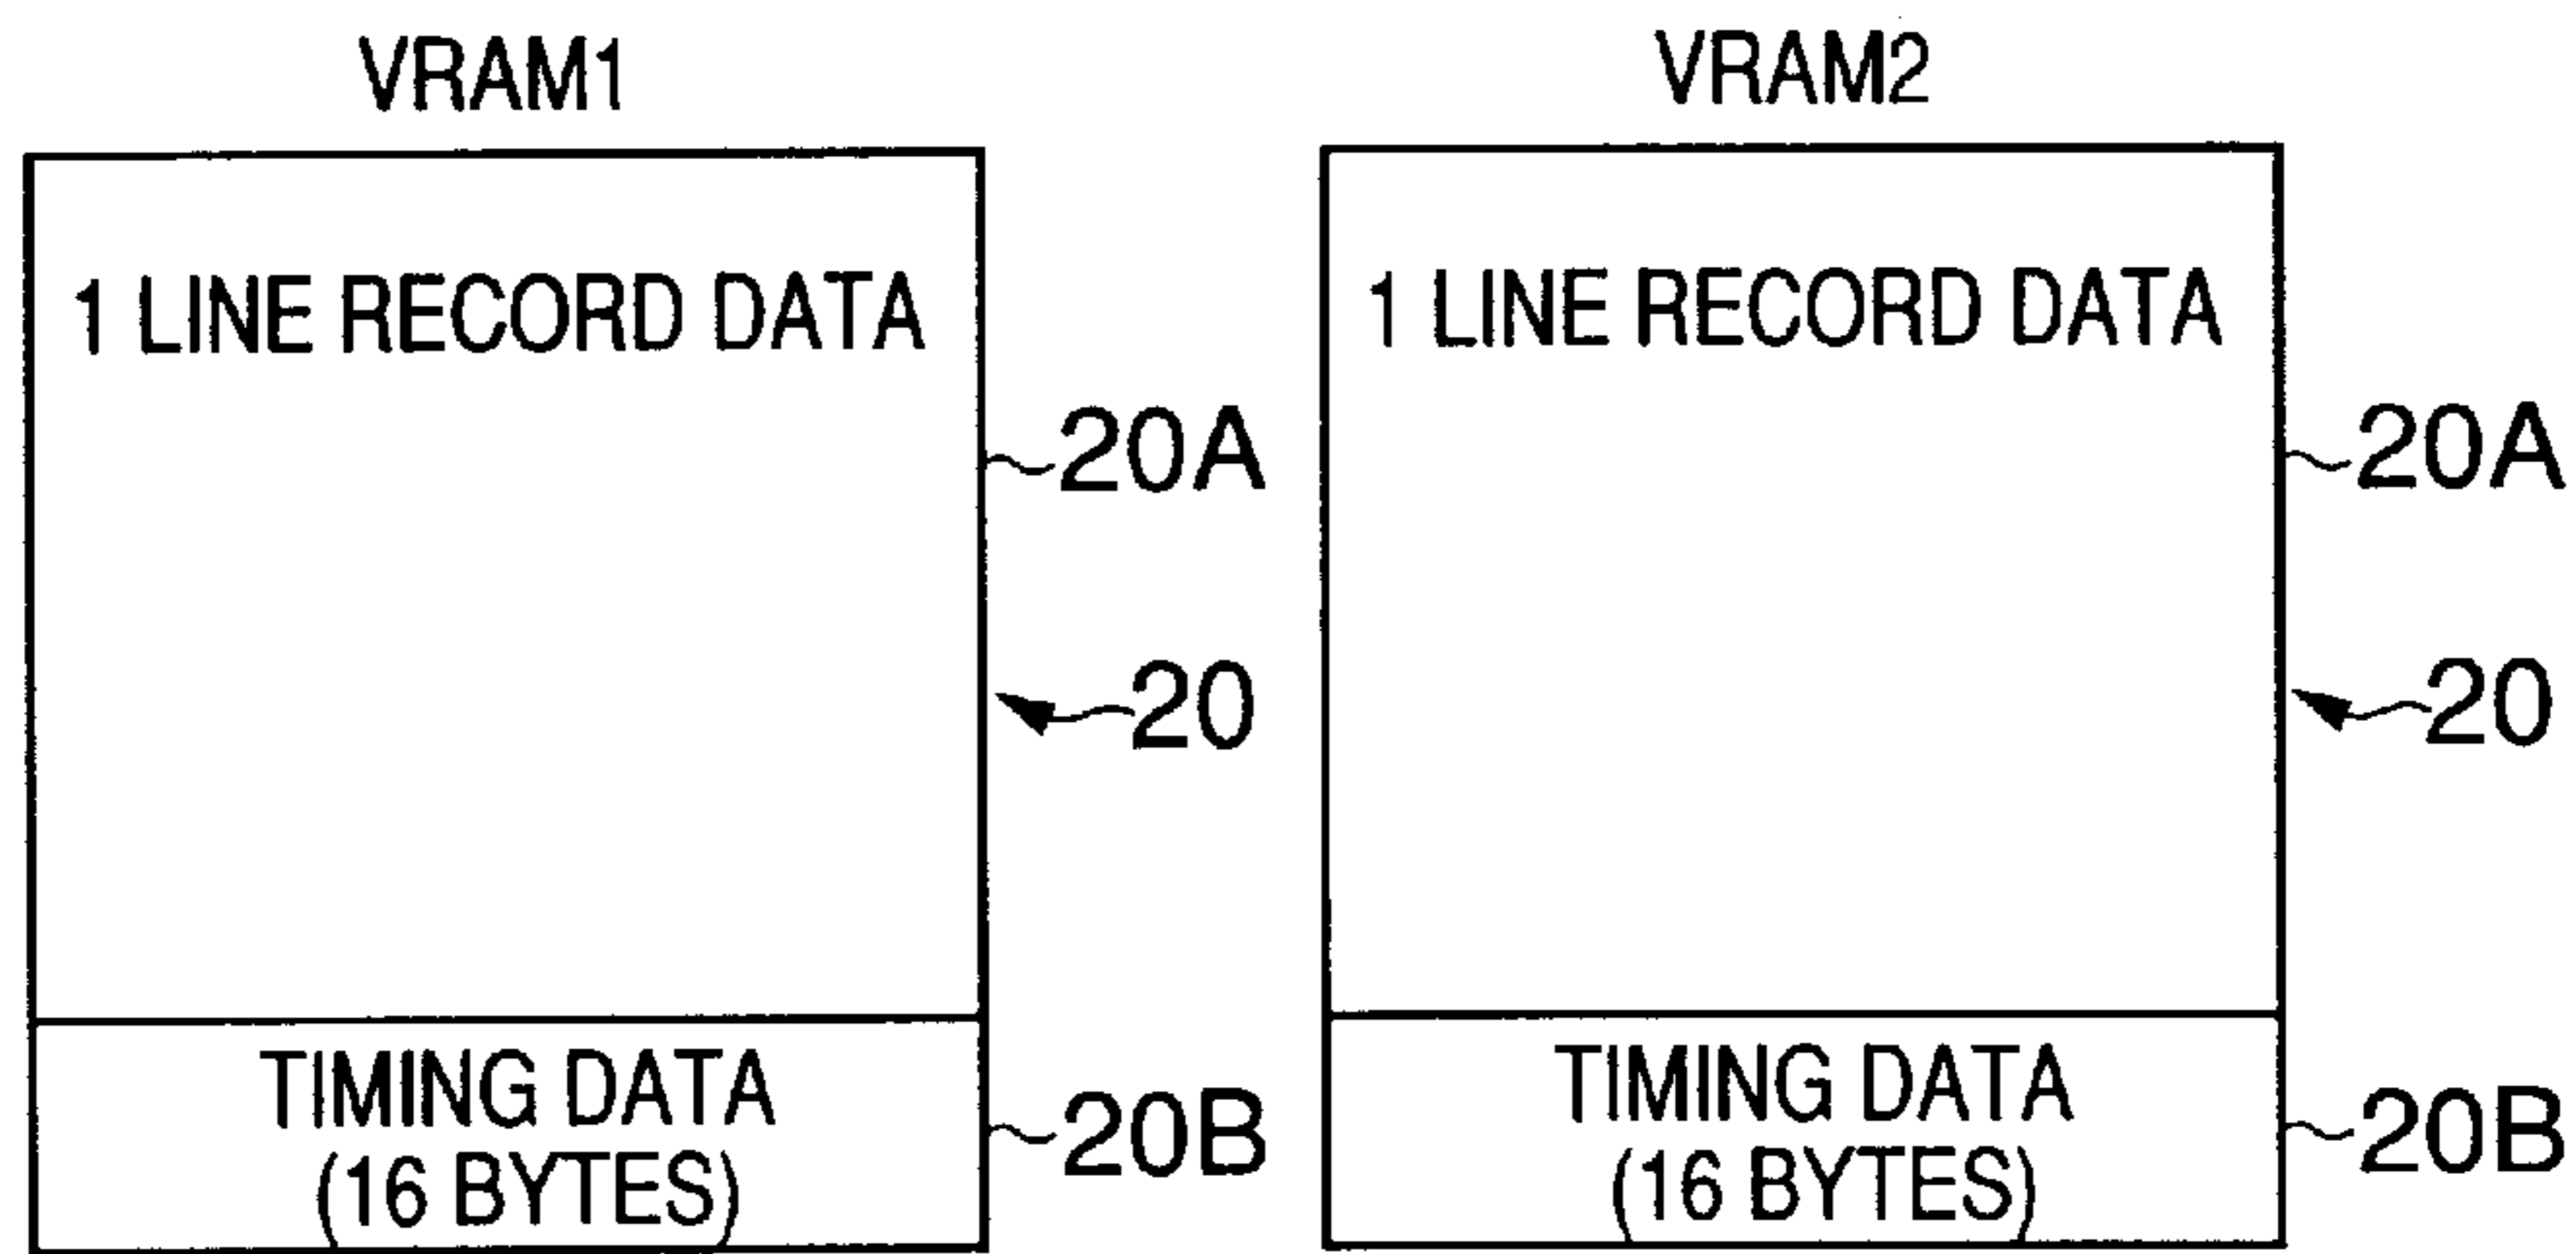 VRAM1
1 LINE RECORD DATA
20A
20
TIMING DATA
(16 BYTES)
20B
VRAM2
1 LINE RECORD DATA
20A
20
TIMING DATA
(16 BYTES)
20B